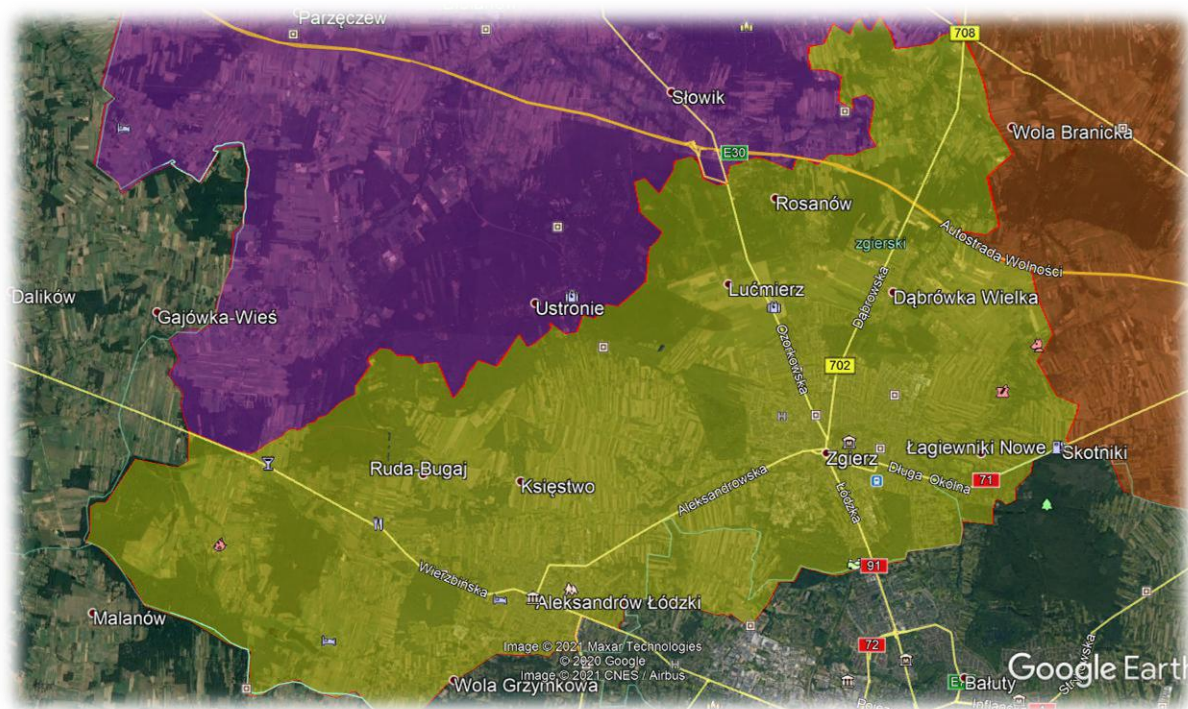 Parzęczew
708
Słowik
Wola Branicka
E30
Rosanów
zgierski
Autostrada Wolności
Dalików
Lućmierz
Dąbrówka Wielka
Gajówka-Wieś
Ustronie
Ozorkowska
Dąbrowska
702
Łagiewniki Nowe
Skotniki
Ruda-Bugaj
Zgierz
Księstwo
Aleksandrowska
Długa Okólna
71
Łódzka
Wierzbińska
91
Aleksandrów Łódzki
Malanów
Image © 2021 Maxar Technologies
© 2020 Google
Image © 2021 CNES / Airbus
72
Google Earth
Wola Grzymkowa
Bałuty